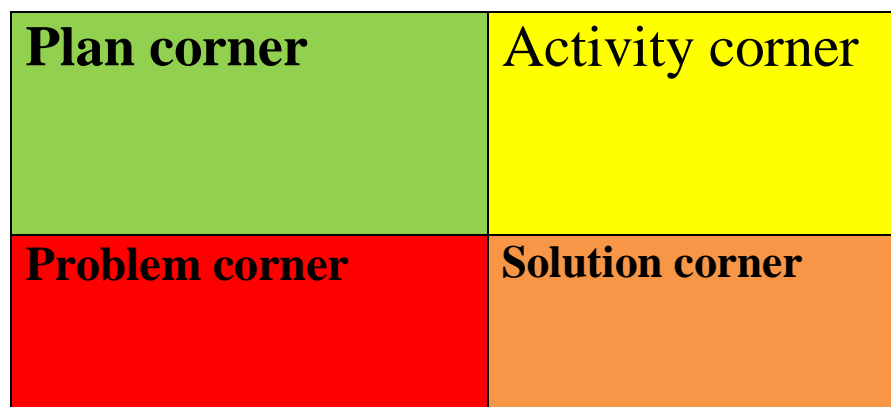 Plan corner
Activity corner
Problem corner
Solution corner